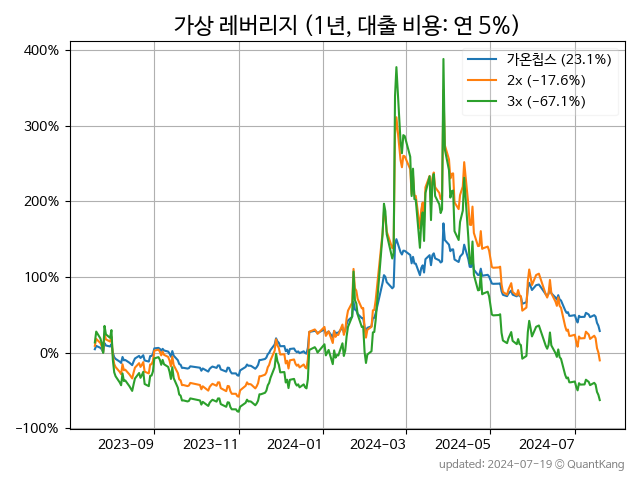 가상 레버리지 (1년, 대출 비용: 연 5%)
400%
300%
200%
100%
0%
−100%
가온칩스 (23.1%)
2x (−17.6%)
3x (−67.1%)
2023-09
2023-11
2024-01
2024-03
2024-05
2024-07
updated: 2024-07-19 © QuantKang